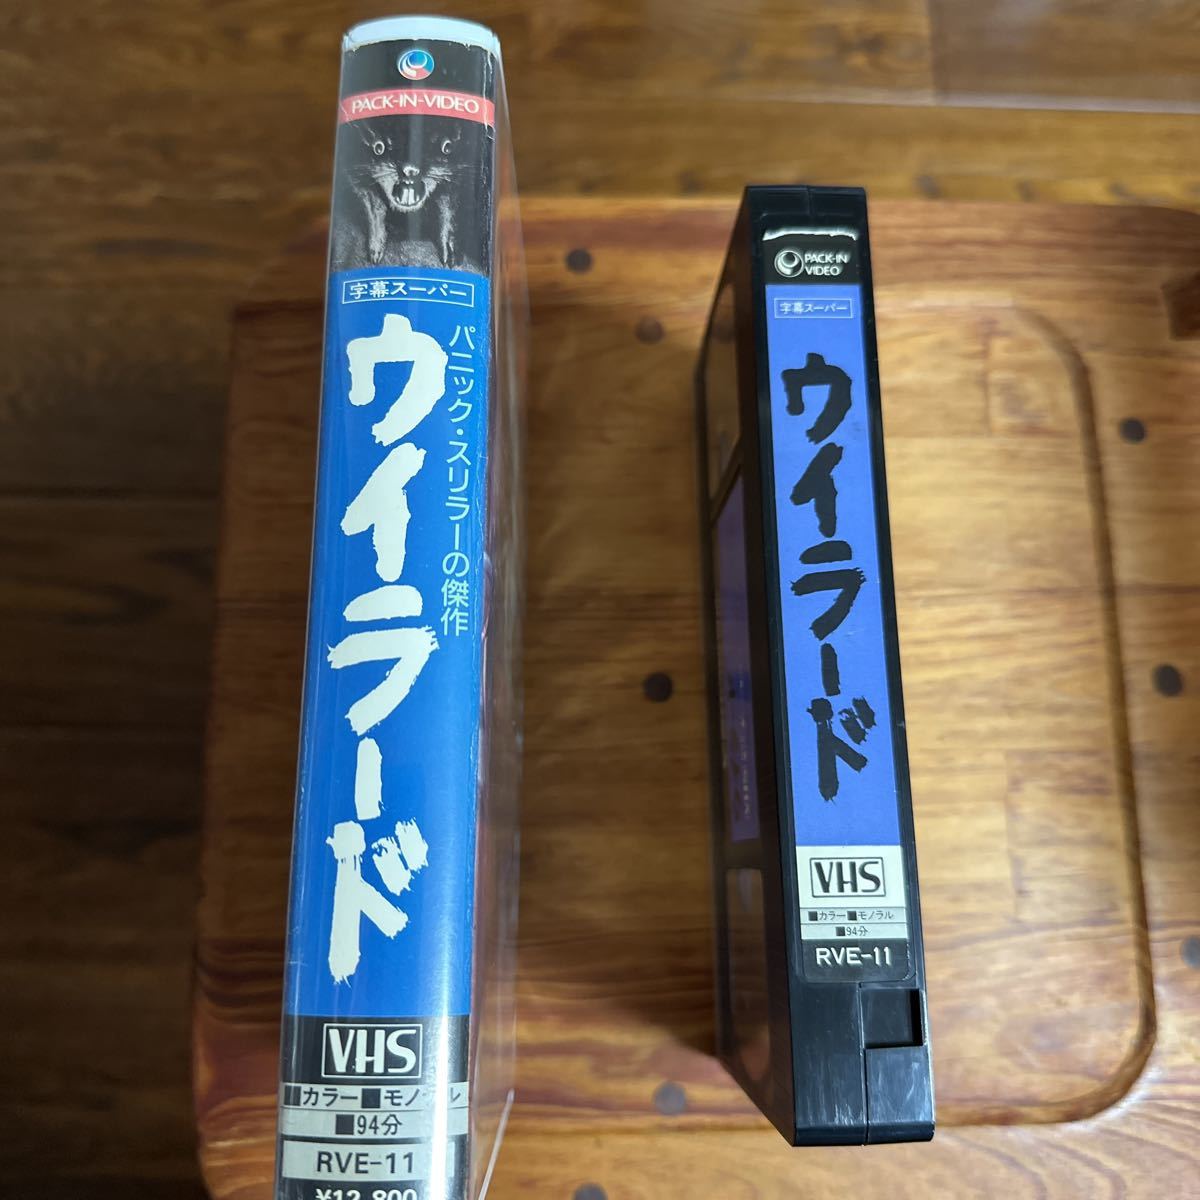 PACK-IN-VIDEO
字幕スーパー
パニック・スリラーの傑作
ウイラード
VHS
■カラー■モノラル
■94分
RVE-11
¥12,800
PACK-IN
VIDEO
字幕スーパー
ウイラード
VHS
■カラー■モノラル
■94分
RVE-11